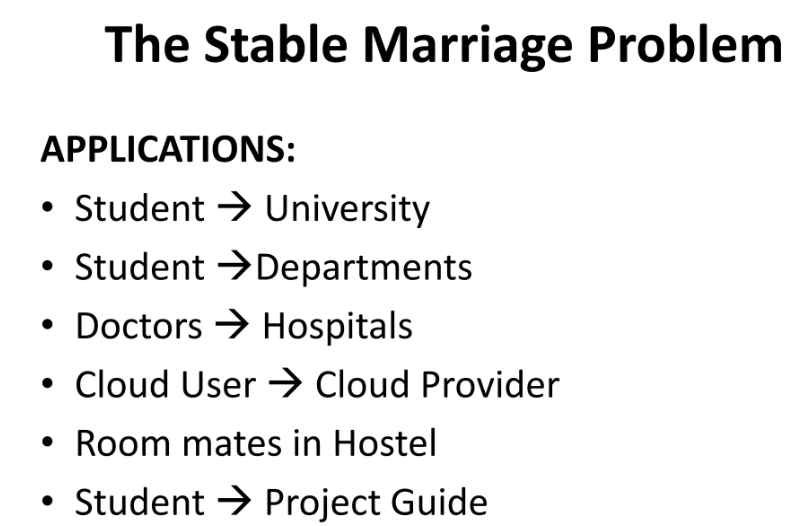 The Stable Marriage Problem
APPLICATIONS:
• Student → University
• Student →Departments
• Doctors → Hospitals
• Cloud User → Cloud Provider
• Room mates in Hostel
• Student → Project Guide